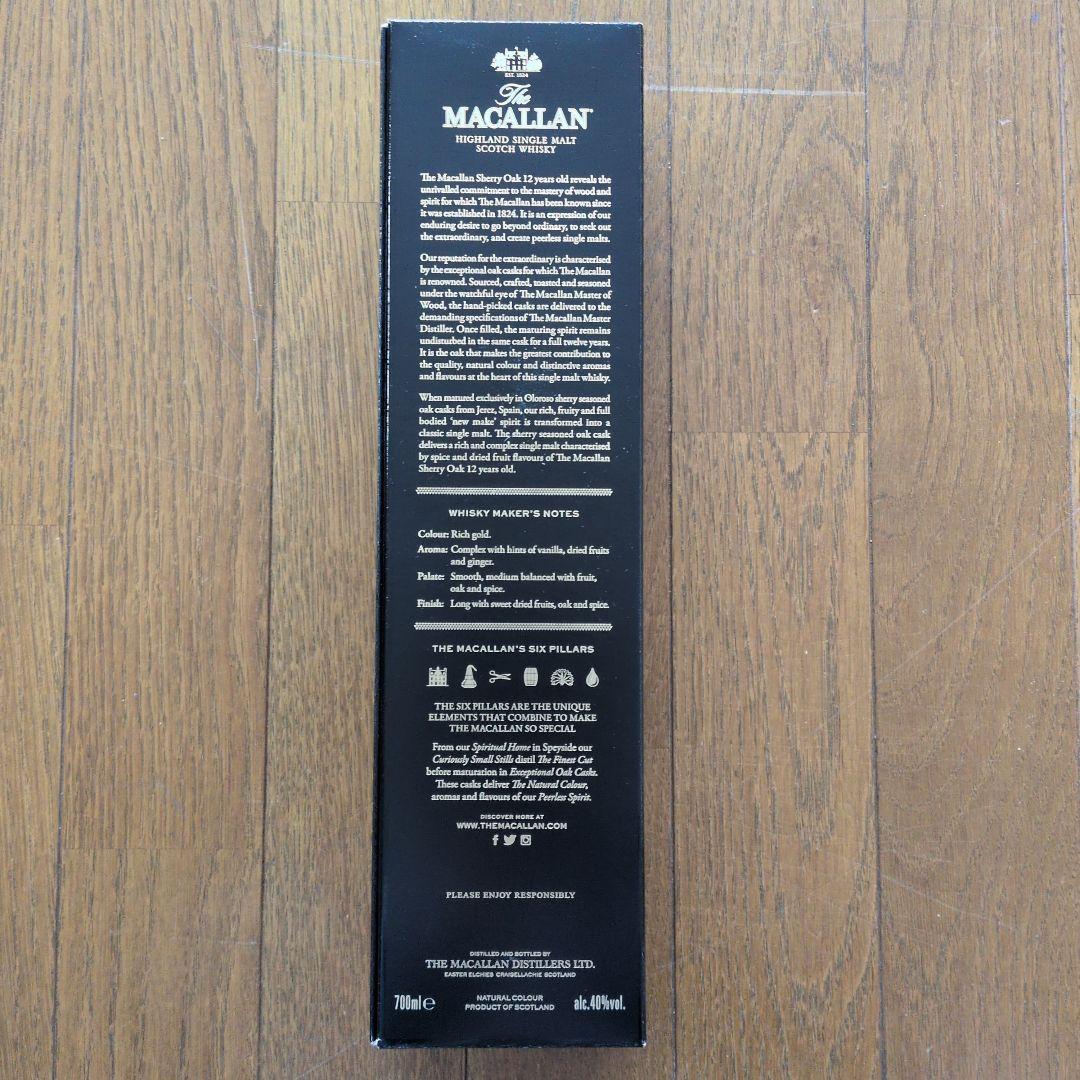 EST. 1824
The
MACALLAN
HIGHLAND SINGLE MALT
SCOTCH WHISKY
The Macallan Sherry Oak 12 years old reveals the
unrivalled commitment to the mastery of wood and
spirit for which The Macallan has been known since
it was established in 1824. It is an expression of our
enduring desire to go beyond ordinary, to seek out
the extraordinary, and create peerless single malts.
Our reputation for the extraordinary is characterised
by the exceptional oak casks for which The Macallan
is renowned. Sourced, crafted, toasted and seasoned
under the watchful eye of The Macallan Master of
Wood, the hand-picked casks are delivered to the
demanding specifications of The Macallan Master
Distiller. Once filled, the maturing spirit remains
undisturbed in the same cask for a full twelve years.
It is the oak that makes the greatest contribution to
the quality, natural colour and distinctive aromas
and flavours at the heart of this single malt whisky.
When matured exclusively in Oloroso sherry seasoned
oak casks from Jerez, Spain, our rich, fruity and full
bodied 'new make' spirit is transformed into a
classic single malt. The sherry seasoned oak cask
delivers a rich and complex single malt characterised
by spice and dried fruit flavours of The Macallan
Sherry Oak 12 years old.
WHISKY MAKER'S NOTES
Colour: Rich gold.
Aroma: Complex with hints of vanilla, dried fruits
and ginger.
Palate: Smooth, medium balanced with fruit,
oak and spice.
Finish: Long with sweet dried fruits, oak and spice.
THE MACALLAN'S SIX PILLARS
THE SIX PILLARS ARE THE UNIQUE
ELEMENTS THAT COMBINE TO MAKE
THE MACALLAN SO SPECIAL
From our Spiritual Home in Speyside our
Curiously Small Stills distil The Finest Cut
before maturation in Exceptional Oak Casks.
These casks deliver The Natural Colour,
aromas and flavours of our Peerless Spirit.
DISCOVER MORE AT
WWW.THEMACALLAN.COM
PLEASE ENJOY RESPONSIBLY
DISTILLED AND BOTTLED BY
THE MACALLAN DISTILLERS LTD.
EASTER ELCHIES CRAIGELLACHIE SCOTLAND
700ml ℮ NATURAL COLOUR alc.40%vol.
PRODUCT OF SCOTLAND